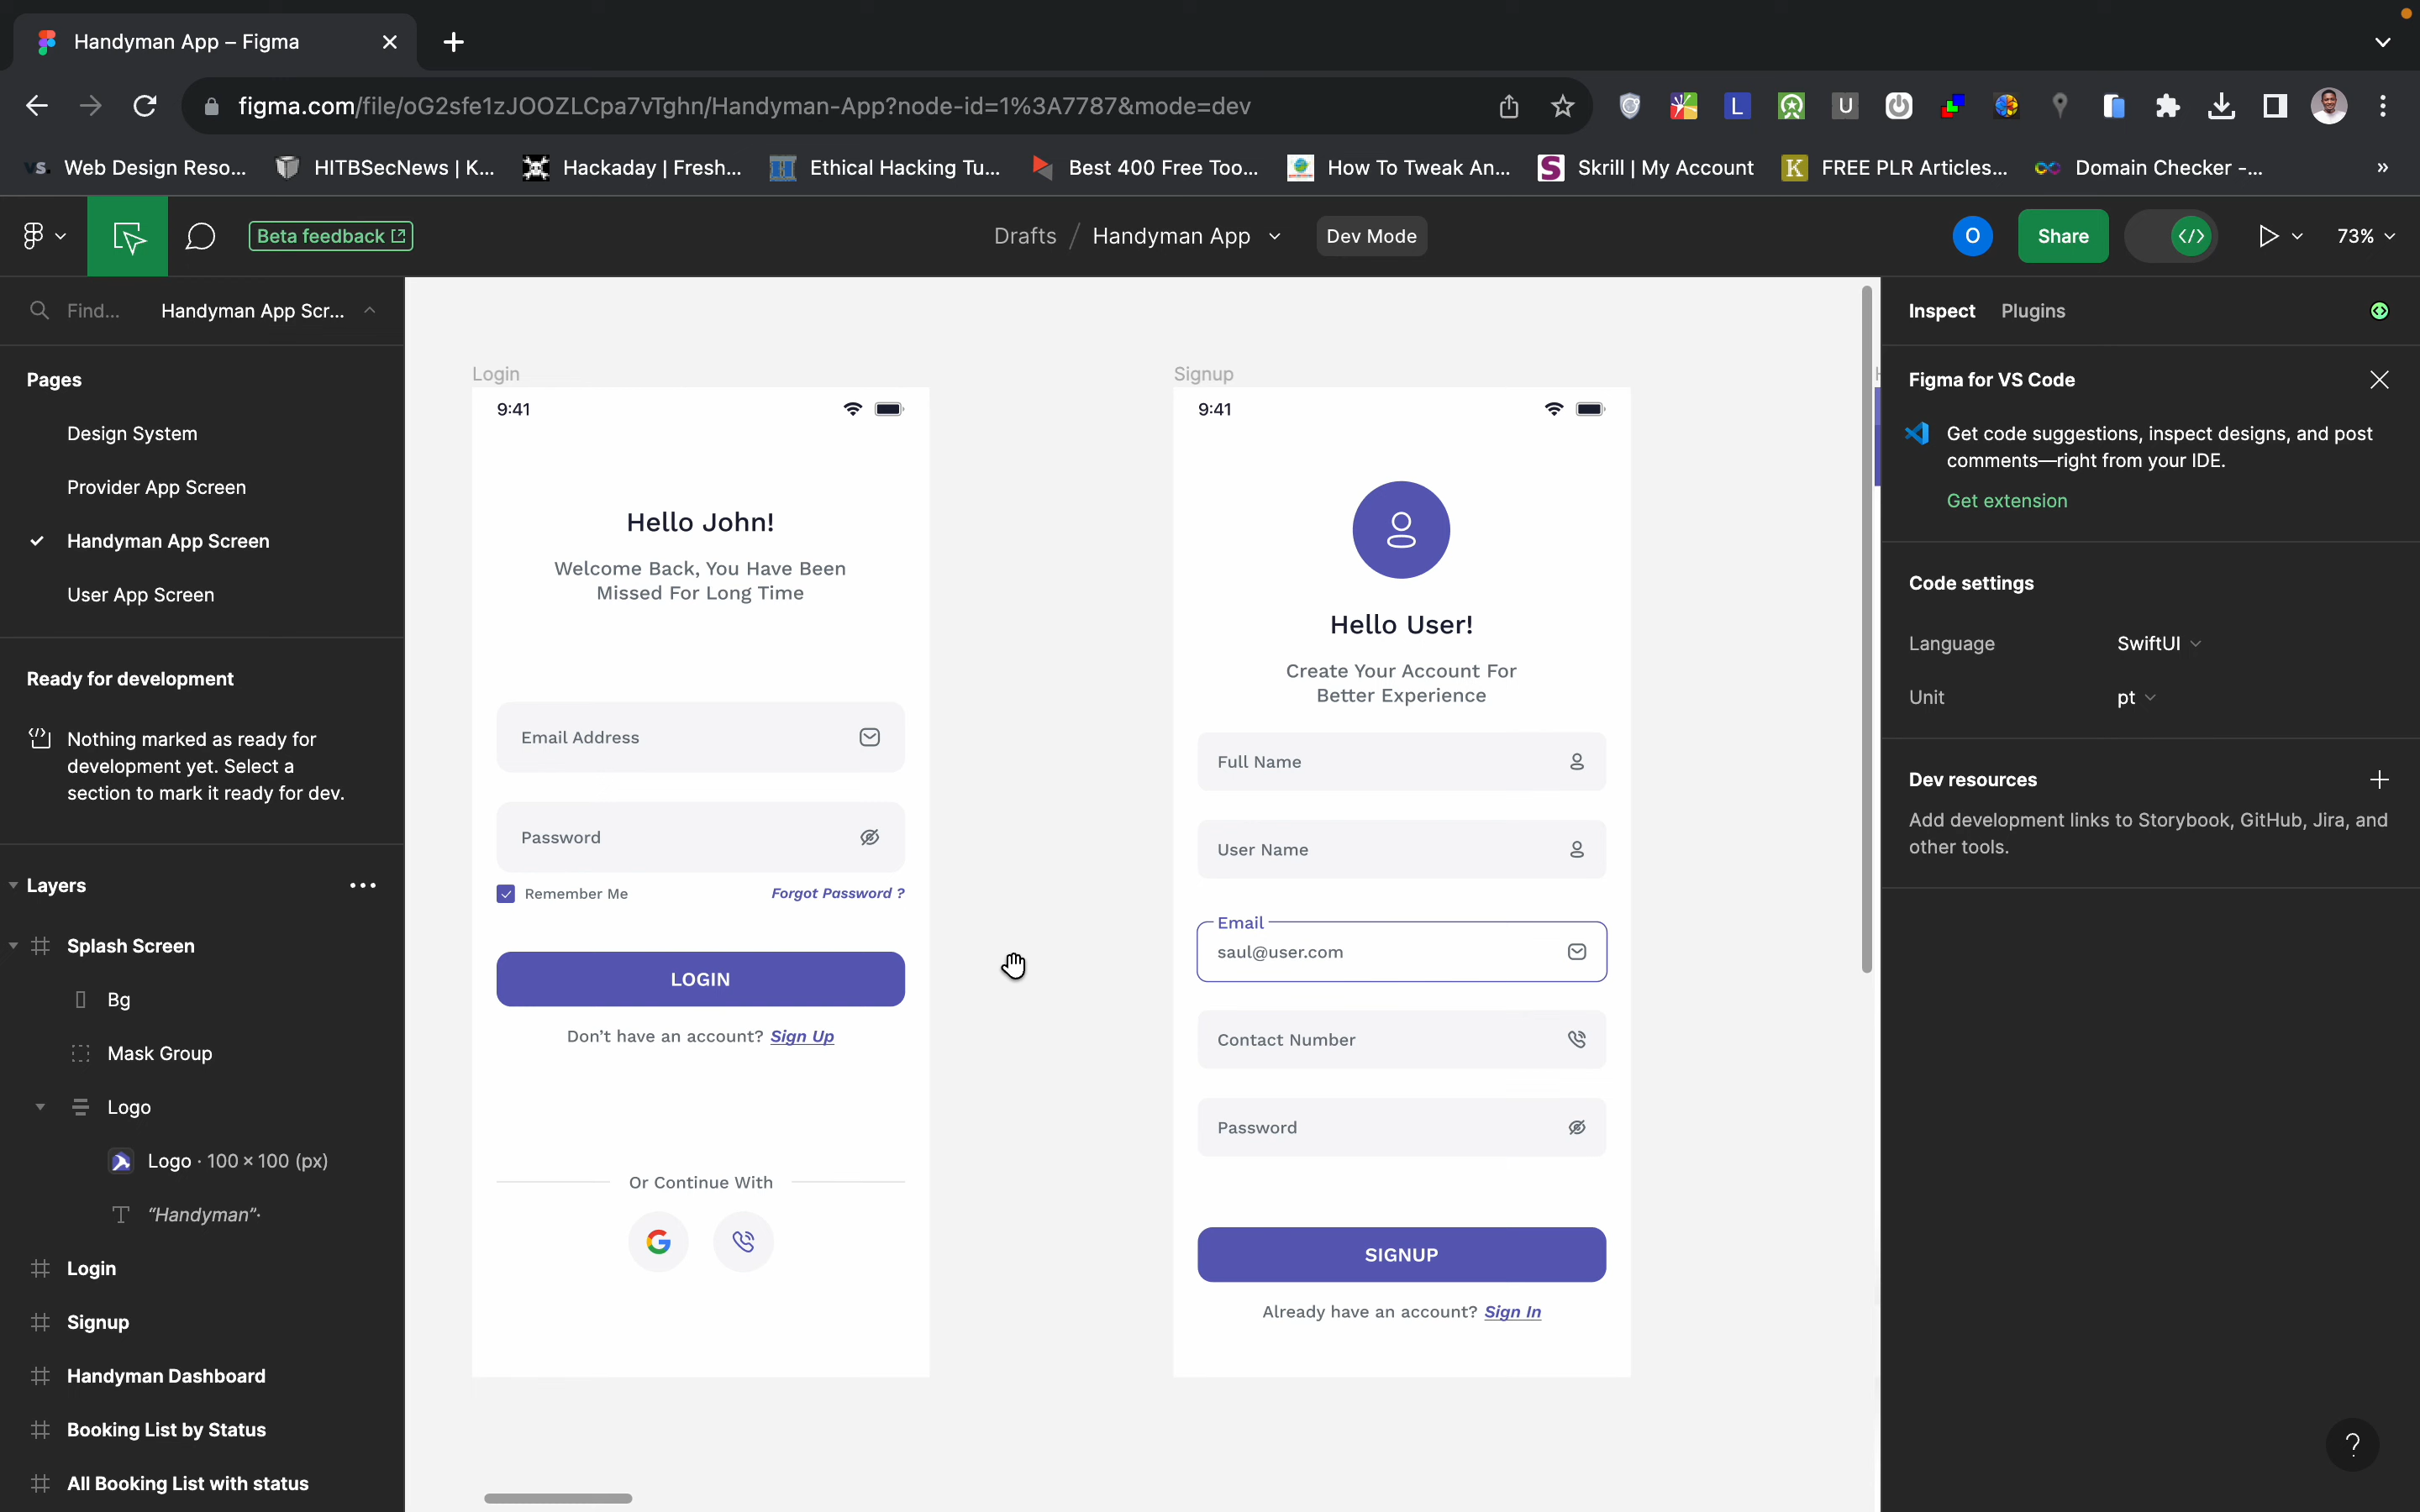 Handyman App – Figma
figma.com/file/oG2sfe1zJOOZLCpa7vTghn/Handyman-App?node-id=1%3A7787&mode=dev
L
U
VS. Web Design Reso...
HITBSecNews | K...
Hackaday | Fresh...
Ethical Hacking Tu...
Best 400 Free Too...
How To Tweak An...
S Skrill | My Account
K FREE PLR Articles...
Domain Checker -...
»
Beta feedback
Drafts / Handyman App
Dev Mode
O
Share
</>
73%
Find...
Handyman App Scr...
Pages
Design System
Provider App Screen
Handyman App Screen
User App Screen
Ready for development
Nothing marked as ready for
development yet. Select a
section to mark it ready for dev.
Layers
Splash Screen
Bg
Mask Group
Logo
Logo · 100 × 100 (px)
T “Handyman”·
Login
Signup
Handyman Dashboard
Booking List by Status
All Booking List with status
Login
9:41
Hello John!
Welcome Back, You Have Been
Missed For Long Time
Email Address
Password
Remember Me
Forgot Password ?
LOGIN
Don’t have an account? Sign Up
Or Continue With
G
Signup
9:41
Hello User!
Create Your Account For
Better Experience
Full Name
User Name
Email
saul@user.com
Contact Number
Password
SIGNUP
Already have an account? Sign In
Inspect
Plugins
Figma for VS Code
Get code suggestions, inspect designs, and post
comments—right from your IDE.
Get extension
Code settings
Language SwiftUI
Unit pt
Dev resources
Add development links to Storybook, GitHub, Jira, and
other tools.
?